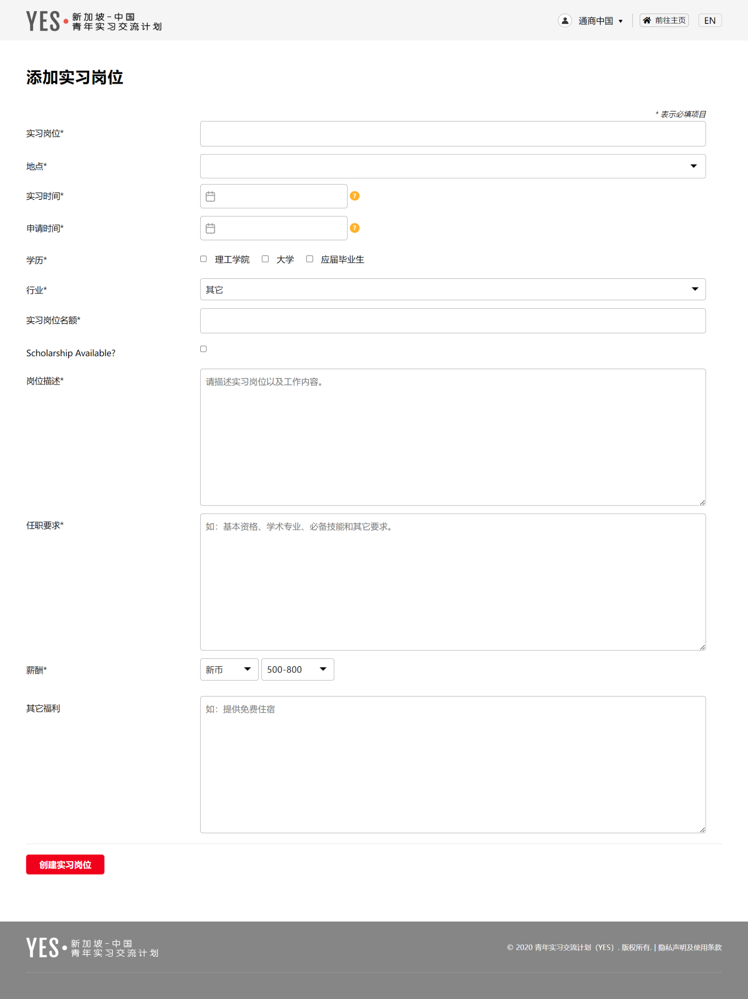 YES
新加坡-中国
青年实习交流计划
通商中国
前往主页
EN
添加实习岗位
* 表示必填项目
实习岗位*
地点*
实习时间*
?
申请时间*
?
学历*
理工学院 大学 应届毕业生
行业*
其它
实习岗位名额*
Scholarship Available?
岗位描述*
请描述实习岗位以及工作内容。
任职要求*
如：基本资格、学术专业、必备技能和其它要求。
薪酬*
新币 500-800
其它福利
如：提供免费住宿
创建实习岗位
YES
新加坡-中国
青年实习交流计划
© 2020 青年实习交流计划（YES）. 版权所有. | 隐私声明及使用条款